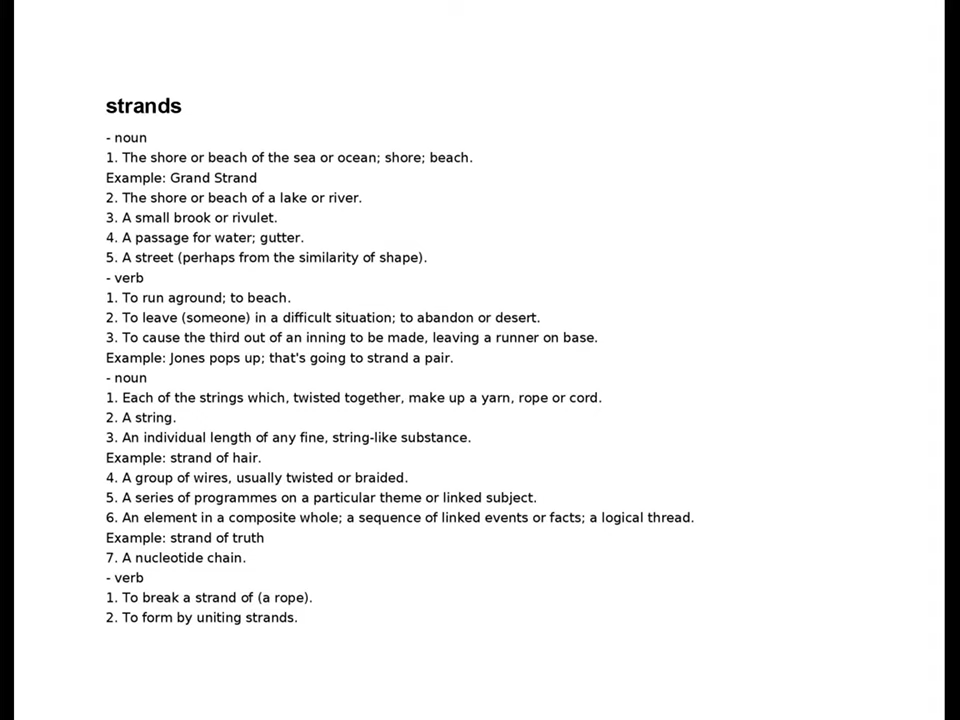 strands
- noun
1. The shore or beach of the sea or ocean; shore; beach.
Example: Grand Strand
2. The shore or beach of a lake or river.
3. A small brook or rivulet.
4. A passage for water; gutter.
5. A street (perhaps from the similarity of shape).
- verb
1. To run aground; to beach.
2. To leave (someone) in a difficult situation; to abandon or desert.
3. To cause the third out of an inning to be made, leaving a runner on base.
Example: Jones pops up; that's going to strand a pair.
- noun
1. Each of the strings which, twisted together, make up a yarn, rope or cord.
2. A string.
3. An individual length of any fine, string-like substance.
Example: strand of hair.
4. A group of wires, usually twisted or braided.
5. A series of programmes on a particular theme or linked subject.
6. An element in a composite whole; a sequence of linked events or facts; a logical thread.
Example: strand of truth
7. A nucleotide chain.
- verb
1. To break a strand of (a rope).
2. To form by uniting strands.